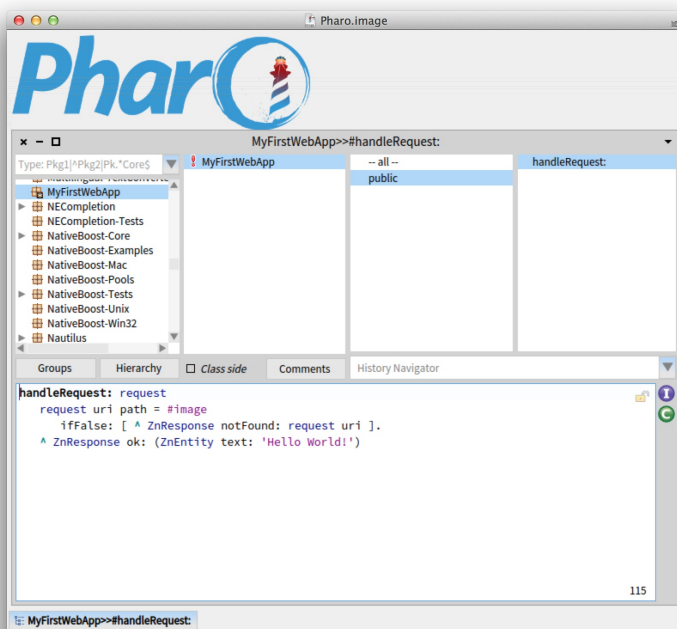 Pharo.image
Pharo
MyFirstWebApp>>#handleRequest:
Type: Pkg1|^Pkg2|Pk.*Core$
MyFirstWebApp
NECompletion
NECompletion-Tests
NativeBoost-Core
NativeBoost-Examples
NativeBoost-Mac
NativeBoost-Pools
NativeBoost-Tests
NativeBoost-Unix
NativeBoost-Win32
Nautilus
MyFirstWebApp
-- all --
public
handleRequest:
Groups
Hierarchy
Class side
Comments
History Navigator
handleRequest: request
request uri path = #image
ifFalse: [ ^ ZnResponse notFound: request uri ].
^ ZnResponse ok: (ZnEntity text: 'Hello World!')
I
C
115
MyFirstWebApp>>#handleRequest: